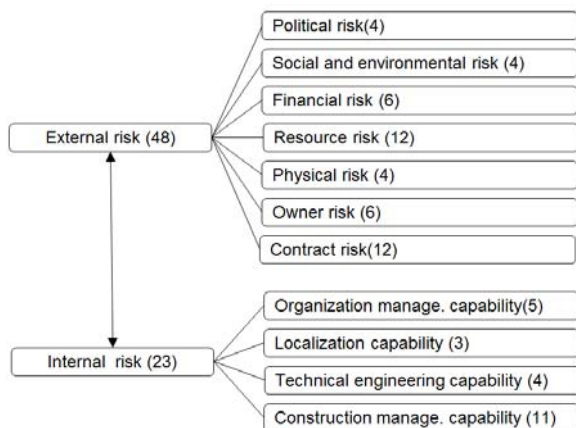 Political risk(4)
Social and environmental risk (4)
Financial risk (6)
External risk (48)
Resource risk (12)
Physical risk (4)
Owner risk (6)
Contract risk(12)
Organization manage. capability(5)
Localization capability (3)
Internal risk (23)
Technical engineering capability (4)
Construction manage. capability (11)